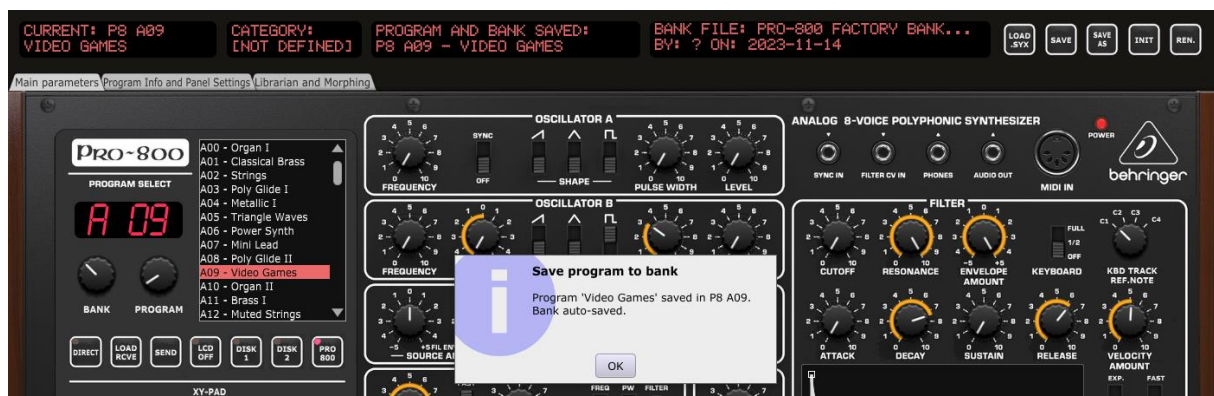 CURRENT: P8 A09
VIDEO GAMES
CATEGORY:
[NOT DEFINED]
PROGRAM AND BANK SAVED:
P8 A09 - VIDEO GAMES
BANK FILE: PRO-800 FACTORY BANK...
BY: ? ON: 2023-11-14
LOAD
.SYX
SAVE
SAVE
AS
INIT
REN.
Main parameters
Program Info and Panel Settings
Librarian and Morphing
PRO-800
PROGRAM SELECT
A 09
BANK
PROGRAM
A00 - Organ I
A01 - Classical Brass
A02 - Strings
A03 - Poly Glide I
A04 - Metallic I
A05 - Triangle Waves
A06 - Power Synth
A07 - Mini Lead
A08 - Poly Glide II
A09 - Video Games
A10 - Organ II
A11 - Brass I
A12 - Muted Strings
DIRECT
LOAD
RCVE
SEND
LCD
OFF
DISK
1
DISK
2
PRO
800
XY-PAD
OSCILLATOR A
SYNC
OFF
FREQUENCY
SHAPE
PULSE WIDTH
LEVEL
OSCILLATOR B
FREQUENCY
SOURCE A
FREQ PW FILTER
Save program to bank
Program 'Video Games' saved in P8 A09.
Bank auto-saved.
OK
ANALOG 8-VOICE POLYPHONIC SYNTHESIZER
SYNC IN
FILTER CV IN
PHONES
AUDIO OUT
MIDI IN
POWER
behringer
FILTER
CUTOFF
RESONANCE
ENVELOPE
AMOUNT
FULL
1/2
OFF
KEYBOARD
C1 C2 C3 C4
KBD TRACK
REF.NOTE
ATTACK
DECAY
SUSTAIN
RELEASE
VELOCITY
AMOUNT
EXP.
FAST